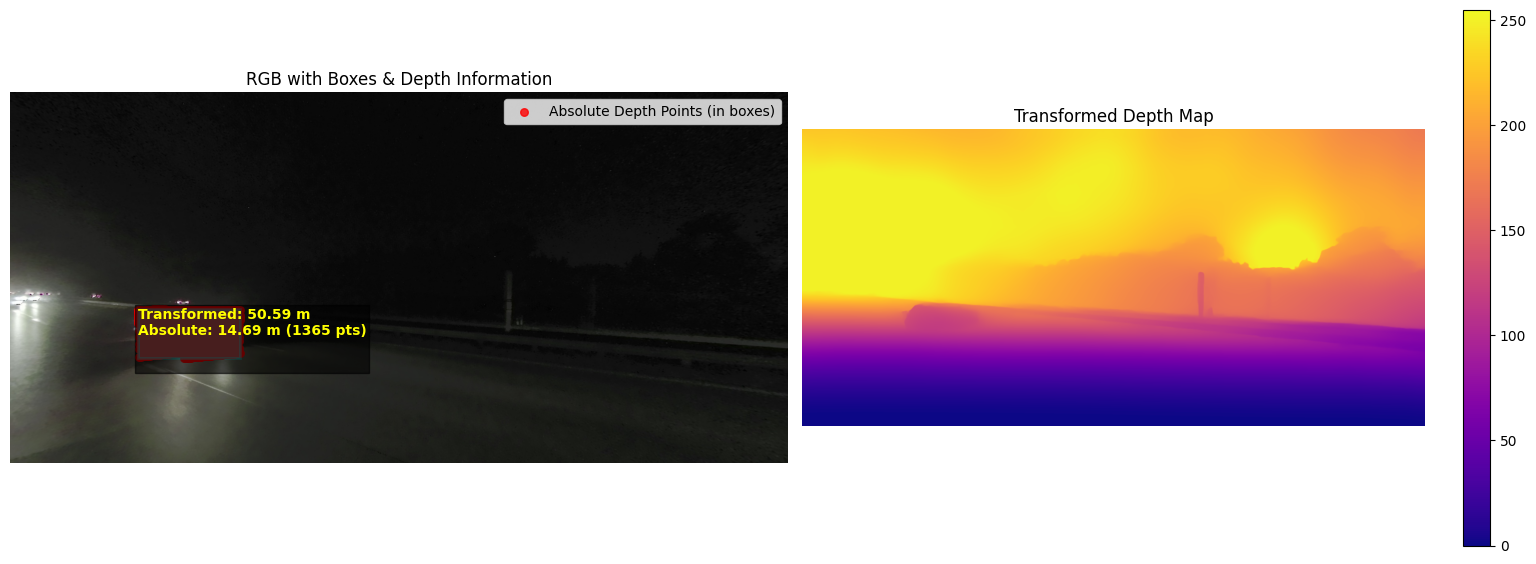 RGB with Boxes & Depth Information
Absolute Depth Points (in boxes)
Transformed: 50.59 m
Absolute: 14.69 m (1365 pts)
Transformed Depth Map
250
200
150
100
50
0